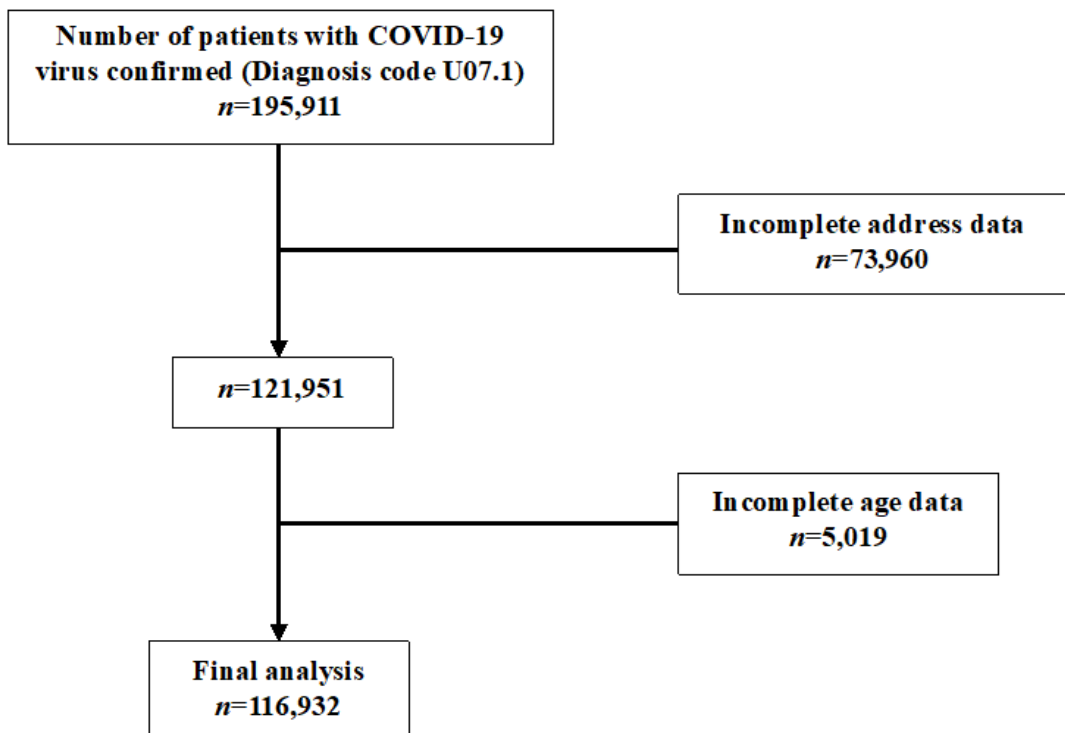 Number of patients with COVID-19
virus confirmed (Diagnosis code U07.1)
n=195,911
Incomplete address data
n=73,960
n=121,951
Incomplete age data
n=5,019
Final analysis
n=116,932